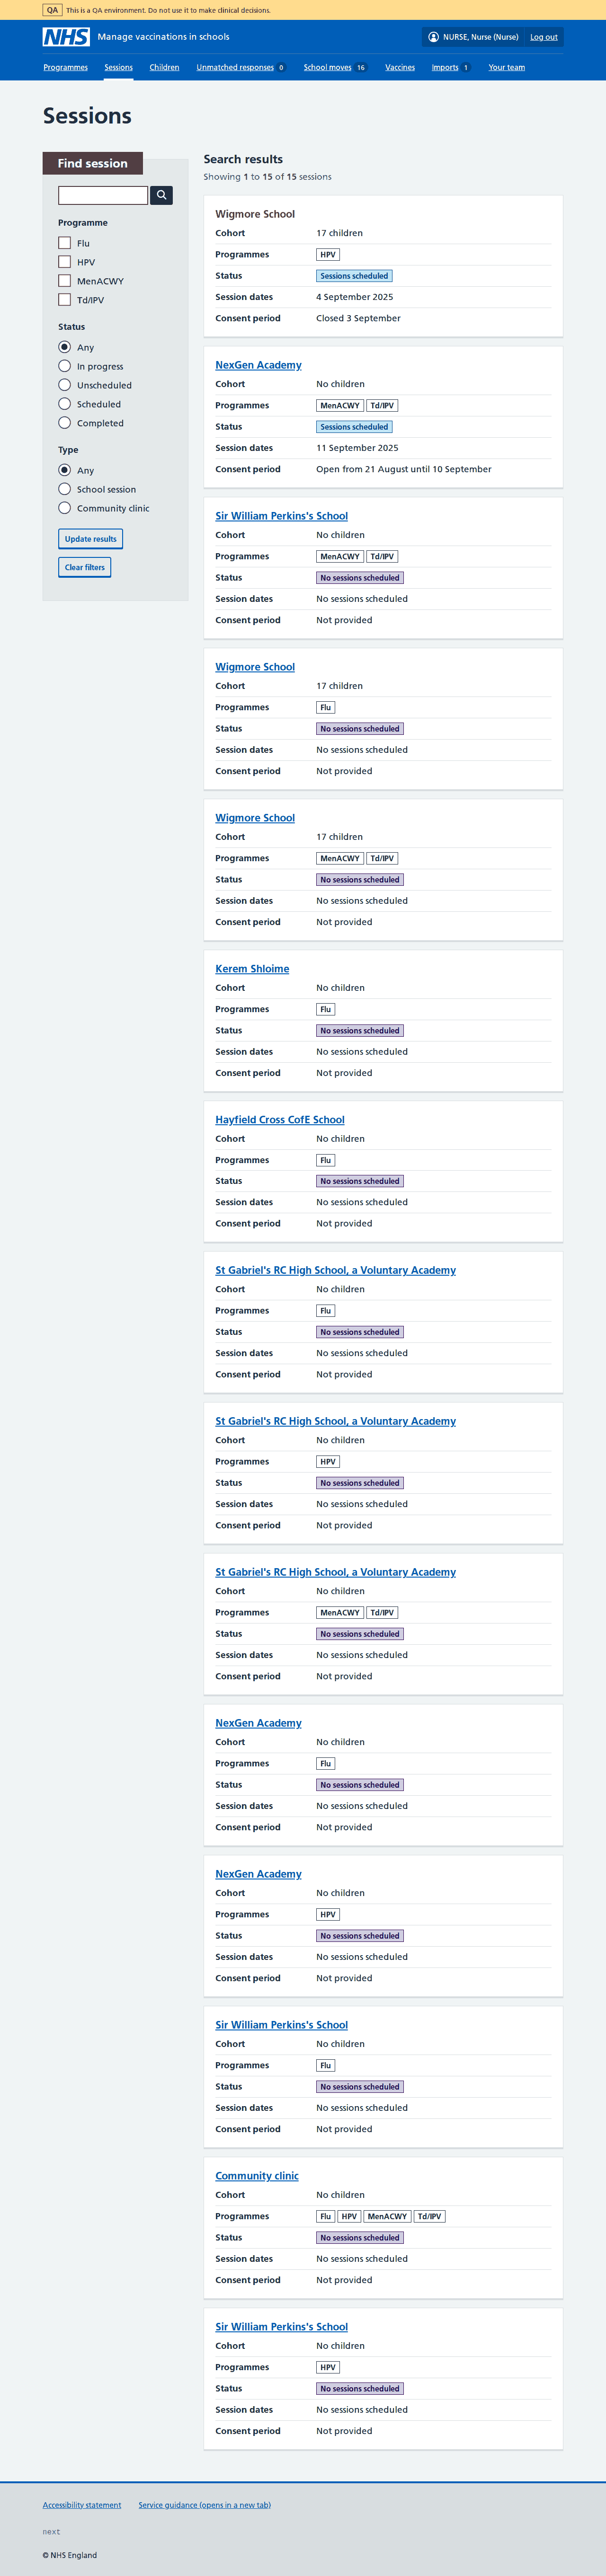 QA This is a QA environment. Do not use it to make clinical decisions.
NHS Manage vaccinations in schools NURSE, Nurse (Nurse) Log out
Programmes Sessions Children Unmatched responses 0 School moves 16 Vaccines Imports 1 Your team
Sessions
Find session
Programme
Flu
HPV
MenACWY
Td/IPV
Status
Any
In progress
Unscheduled
Scheduled
Completed
Type
Any
School session
Community clinic
Update results
Clear filters
Search results
Showing 1 to 15 of 15 sessions
Wigmore School
Cohort 17 children
Programmes HPV
Status Sessions scheduled
Session dates 4 September 2025
Consent period Closed 3 September
NexGen Academy
Cohort No children
Programmes MenACWY Td/IPV
Status Sessions scheduled
Session dates 11 September 2025
Consent period Open from 21 August until 10 September
Sir William Perkins's School
Cohort No children
Programmes MenACWY Td/IPV
Status No sessions scheduled
Session dates No sessions scheduled
Consent period Not provided
Wigmore School
Cohort 17 children
Programmes Flu
Status No sessions scheduled
Session dates No sessions scheduled
Consent period Not provided
Wigmore School
Cohort 17 children
Programmes MenACWY Td/IPV
Status No sessions scheduled
Session dates No sessions scheduled
Consent period Not provided
Kerem Shloime
Cohort No children
Programmes Flu
Status No sessions scheduled
Session dates No sessions scheduled
Consent period Not provided
Hayfield Cross CofE School
Cohort No children
Programmes Flu
Status No sessions scheduled
Session dates No sessions scheduled
Consent period Not provided
St Gabriel's RC High School, a Voluntary Academy
Cohort No children
Programmes Flu
Status No sessions scheduled
Session dates No sessions scheduled
Consent period Not provided
St Gabriel's RC High School, a Voluntary Academy
Cohort No children
Programmes HPV
Status No sessions scheduled
Session dates No sessions scheduled
Consent period Not provided
St Gabriel's RC High School, a Voluntary Academy
Cohort No children
Programmes MenACWY Td/IPV
Status No sessions scheduled
Session dates No sessions scheduled
Consent period Not provided
NexGen Academy
Cohort No children
Programmes Flu
Status No sessions scheduled
Session dates No sessions scheduled
Consent period Not provided
NexGen Academy
Cohort No children
Programmes HPV
Status No sessions scheduled
Session dates No sessions scheduled
Consent period Not provided
Sir William Perkins's School
Cohort No children
Programmes Flu
Status No sessions scheduled
Session dates No sessions scheduled
Consent period Not provided
Community clinic
Cohort No children
Programmes Flu HPV MenACWY Td/IPV
Status No sessions scheduled
Session dates No sessions scheduled
Consent period Not provided
Sir William Perkins's School
Cohort No children
Programmes HPV
Status No sessions scheduled
Session dates No sessions scheduled
Consent period Not provided
Accessibility statement Service guidance (opens in a new tab)
next
© NHS England